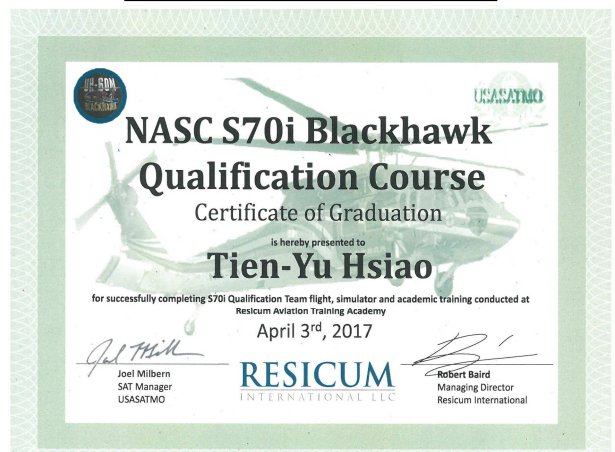 UH-60M
BLACKHAWK
USASATMO
NASC S70i Blackhawk
Qualification Course
Certificate of Graduation
is hereby presented to
Tien-Yu Hsiao
for successfully completing S70i Qualification Team flight, simulator and academic training conducted at
Resicum Aviation Training Academy
April 3rd, 2017
Joel Milbern
SAT Manager
USASATMO
RESICUM
INTERNATIONAL LLC
Robert Baird
Managing Director
Resicum International